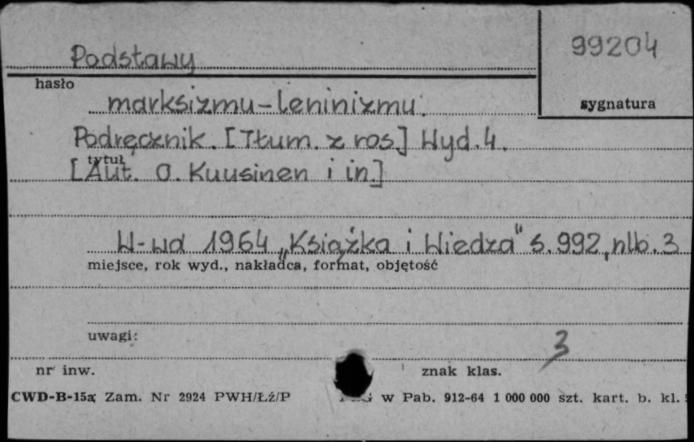 Podstawy
99204
hasło
sygnatura
marksizmu-leninizmu.
Podręcznik. [Tłum. z ros] Wyd. 4.
tytuł
[Aut. O. Kuusinen i in.]
W-wa 1964 „Książka i Wiedza" s. 992, nlb. 3
miejsce, rok wyd., nakładca, format, objętość
uwagi:
3
nr inw. znak klas.
CWD-B-15a; Zam. Nr 2924 PWH/Łź/P w Pab. 912-64 1 000 000 szt. kart. b. kl.